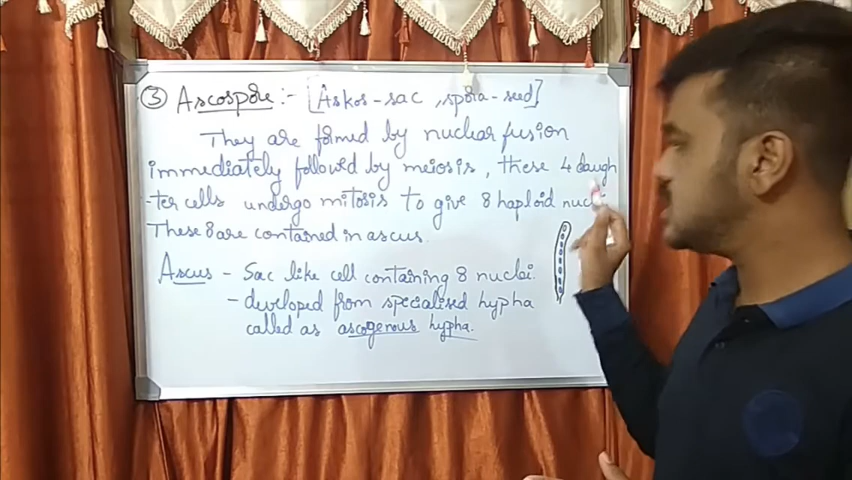 ③ Ascospore :- [Askos - sac , spora - seed]
They are formed by nuclear fusion
immediately followed by meiosis, these 4 daugh
-ter cells undergo mitosis to give 8 haploid nuclei.
These 8 are contained in ascus.
Ascus - Sac like cell containing 8 nuclei.
- developed from specialised hypha
called as ascogenous hypha.